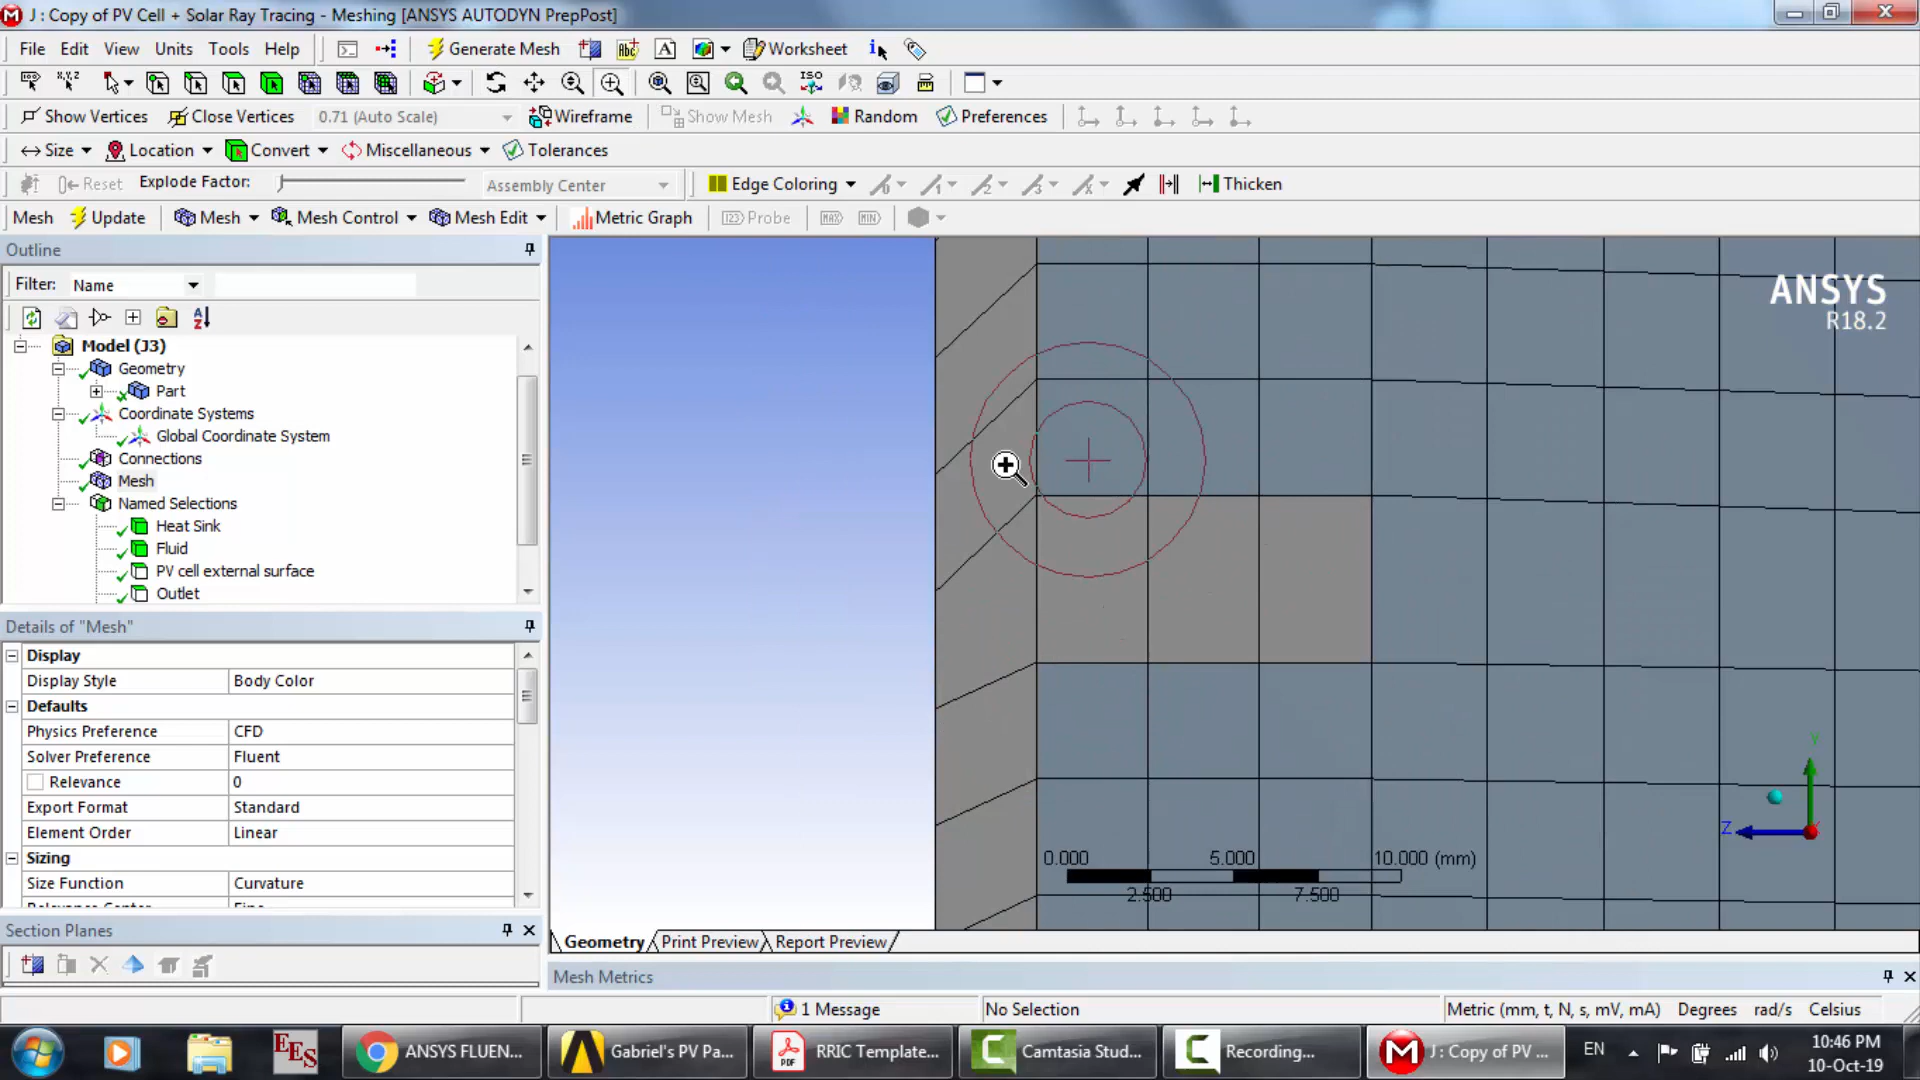 J : Copy of PV Cell + Solar Ray Tracing - Meshing [ANSYS AUTODYN PrepPost]
File Edit View Units Tools Help Generate Mesh Worksheet
ISO
Show Vertices Close Vertices 0.71 (Auto Scale) Wireframe Show Mesh Random Preferences
Size Location Convert Miscellaneous Tolerances
Reset Explode Factor: Assembly Center Edge Coloring Thicken
Mesh Update Mesh Mesh Control Mesh Edit Metric Graph Probe MAX MIN
Outline
Filter: Name
Model (J3)
Geometry
Part
Coordinate Systems
Global Coordinate System
Connections
Mesh
Named Selections
Heat Sink
Fluid
PV cell external surface
Outlet
Details of "Mesh"
Display
Display Style Body Color
Defaults
Physics Preference CFD
Solver Preference Fluent
Relevance 0
Export Format Standard
Element Order Linear
Sizing
Size Function Curvature
Section Planes
ANSYS
R18.2
Y
Z
0.000 5.000 10.000 (mm)
2.500 7.500
Geometry Print Preview Report Preview
Mesh Metrics
1 Message No Selection Metric (mm, t, N, s, mV, mA) Degrees rad/s Celsius
EES ANSYS FLUEN... Gabriel's PV Pa... RRIC Template... Camtasia Stud... Recording... J : Copy of PV ... EN 10:46 PM
10-Oct-19